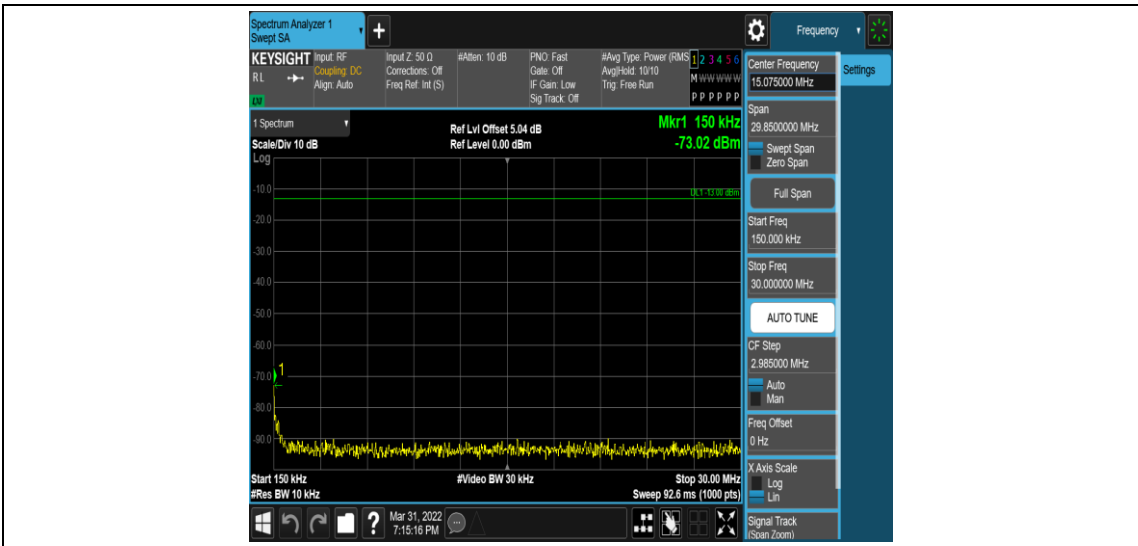 Spectrum Analyzer 1
Swept SA
+
Frequency
KEYSIGHT
RL
Input: RF
Coupling: DC
Align: Auto
Input Z: 50 Ω
Corrections: Off
Freq Ref: Int (S)
#Atten: 10 dB
PNO: Fast
Gate: Off
IF Gain: Low
Sig Track: Off
#Avg Type: Power (RMS
Avg|Hold: 10/10
Trig: Free Run
1 2 3 4 5 6
M W W W W W
P P P P P P
1 Spectrum
Scale/Div 10 dB
Log
Ref Lvl Offset 5.04 dB
Ref Level 0.00 dBm
Mkr1 150 kHz
-73.02 dBm
DL1 -13.00 dBm
-10.0
-20.0
-30.0
-40.0
-50.0
-60.0
-70.0
-80.0
-90.0
1
Start 150 kHz
#Res BW 10 kHz
#Video BW 30 kHz
Stop 30.00 MHz
Sweep 92.6 ms (1000 pts)
Center Frequency
15.075000 MHz
Settings
Span
29.8500000 MHz
Swept Span
Zero Span
Full Span
Start Freq
150.000 kHz
Stop Freq
30.000000 MHz
AUTO TUNE
CF Step
2.985000 MHz
Auto
Man
Freq Offset
0 Hz
X Axis Scale
Log
Lin
Signal Track
(Span Zoom)
?
Mar 31, 2022
7:15:16 PM